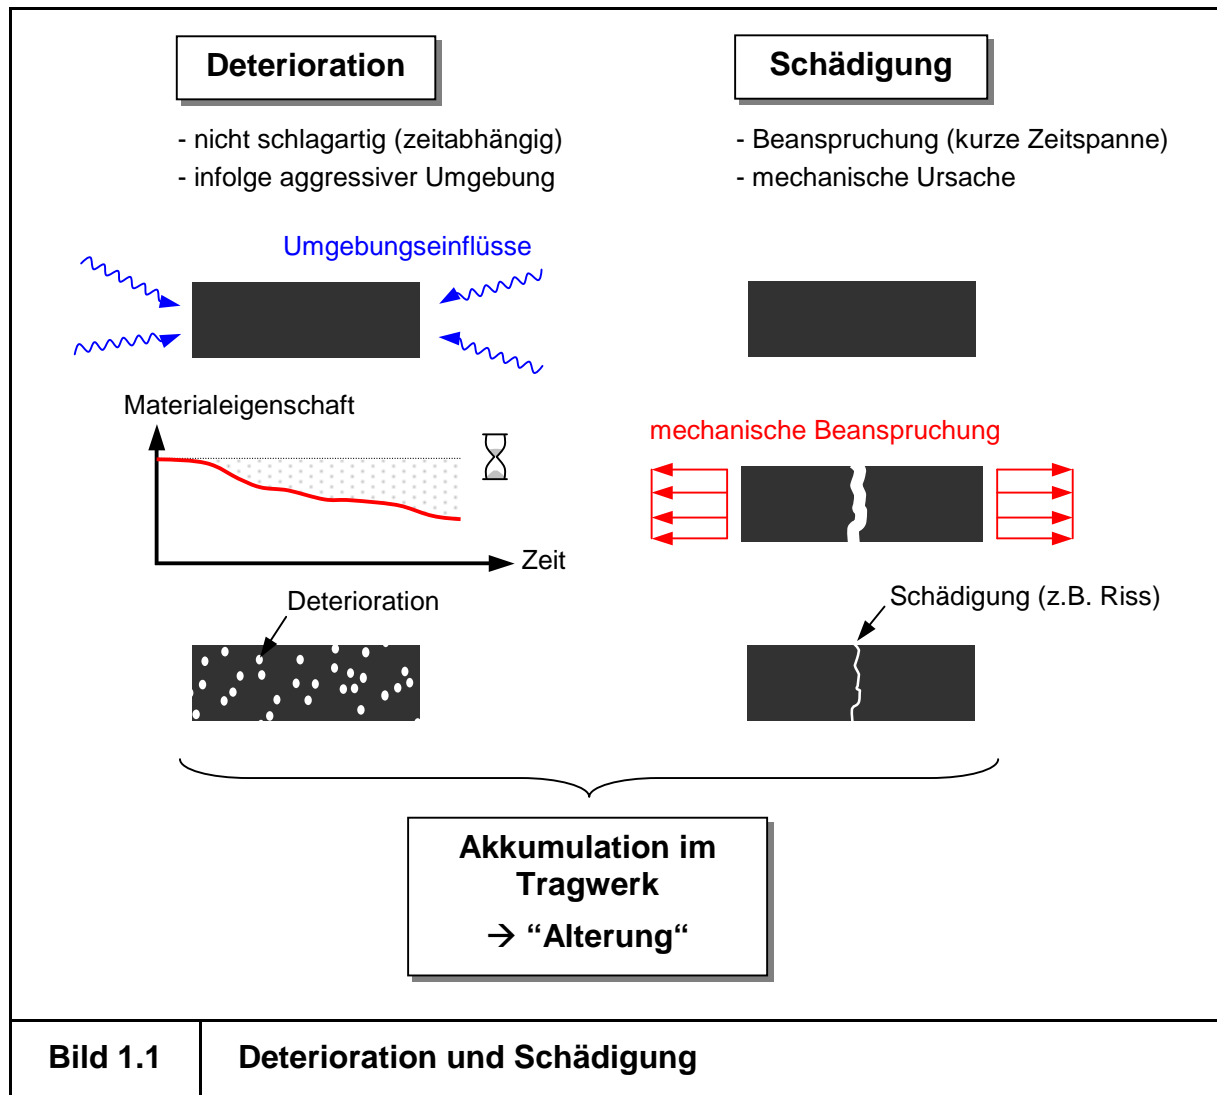 Deterioration
- nicht schlagartig (zeitabhängig)
- infolge aggressiver Umgebung
Umgebungseinflüsse
Materialeigenschaft
Zeit
Deterioration
Schädigung
- Beanspruchung (kurze Zeitspanne)
- mechanische Ursache
mechanische Beanspruchung
Schädigung (z.B. Riss)
Akkumulation im
Tragwerk
→ “Alterung“
Bild 1.1
Deterioration und Schädigung